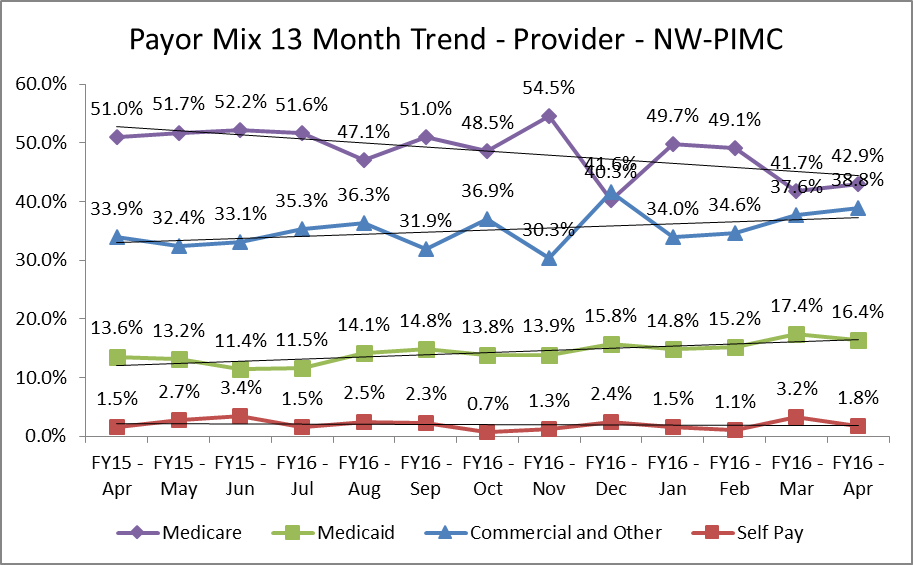 Payor Mix 13 Month Trend - Provider - NW-PIMC
60.0%
50.0%
40.0%
30.0%
20.0%
10.0%
0.0%
51.0% 51.7% 52.2% 51.6% 47.1% 51.0% 48.5% 54.5% 40.3% 49.7% 49.1% 41.7% 42.9%
33.9% 32.4% 33.1% 35.3% 36.3% 31.9% 36.9% 30.3% 41.6% 34.0% 34.6% 37.6% 38.8%
13.6% 13.2% 11.4% 11.5% 14.1% 14.8% 13.8% 13.9% 15.8% 14.8% 15.2% 17.4% 16.4%
1.5% 2.7% 3.4% 1.5% 2.5% 2.3% 0.7% 1.3% 2.4% 1.5% 1.1% 3.2% 1.8%
FY15 - FY15 - FY15 - FY16 - FY16 - FY16 - FY16 - FY16 - FY16 - FY16 - FY16 - FY16 - FY16 -
Apr May Jun Jul Aug Sep Oct Nov Dec Jan Feb Mar Apr
Medicare Medicaid Commercial and Other Self Pay